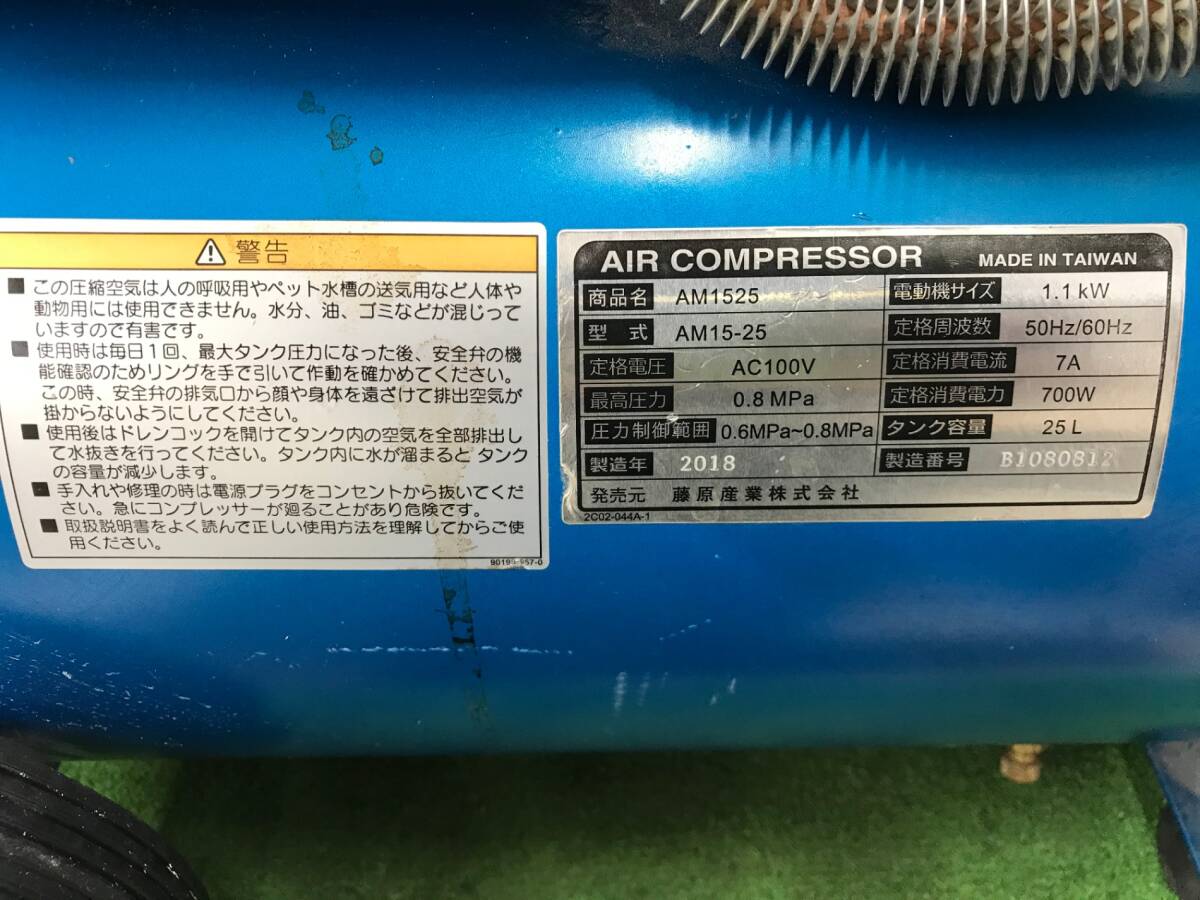 警告
■ この圧縮空気は人の呼吸用やペット水槽の送気用など人体や
動物用には使用できません。水分、油、ゴミなどが混じって
いますので有害です。
■ 使用時は毎日1回、最大タンク圧力になった後、安全弁の機
能確認のためリングを手で引いて作動を確かめてください。
この時、安全弁の排気口から顔や身体を遠ざけて排出空気が
掛からないようにしてください。
■ 使用後はドレンコックを開けてタンク内の空気を全部排出し
て水抜きを行ってください。タンク内に水が溜まると タンク
の容量が減少します。
■ 手入れや修理の時は電源プラグをコンセントから抜いてくだ
さい。急にコンプレッサーが廻ることがあり危険です。
■ 取扱説明書をよく読んで正しい使用方法を理解してからご使
用ください。
AIR COMPRESSOR MADE IN TAIWAN
商品名 AM1525 電動機サイズ 1.1kW
型式 AM15-25 定格周波数 50Hz/60Hz
定格電圧 AC100V 定格消費電流 7A
最高圧力 0.8MPa 定格消費電力 700W
圧力制御範囲 0.6MPa~0.8MPa タンク容量 25L
製造年 2018 製造番号 B1080812
発売元 藤原産業株式会社
2C02-044A-1